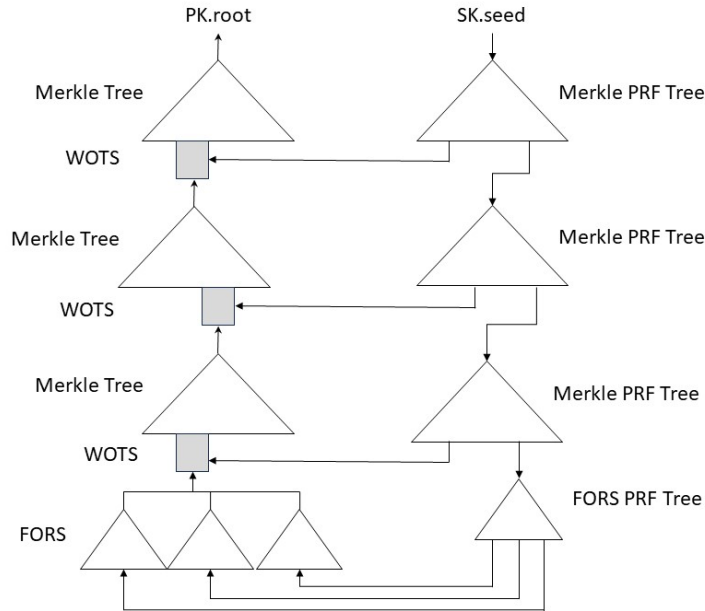 PK.root
SK.seed
Merkle Tree
Merkle PRF Tree
WOTS
Merkle Tree
Merkle PRF Tree
WOTS
Merkle Tree
Merkle PRF Tree
WOTS
FORS PRF Tree
FORS